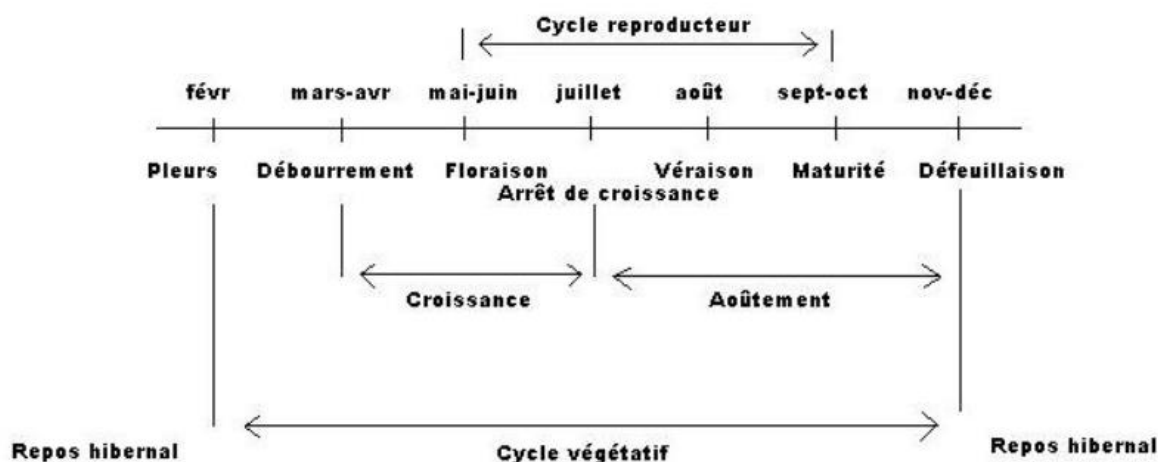 Cycle reproducteur
févr mars-avr mai-juin juillet août sept-oct nov-déc
Pleurs Débourrement Floraison Véraison Maturité Défeuillaison
Arrêt de croissance
Croissance Aoûtement
Repos hibernal Cycle végétatif Repos hibernal